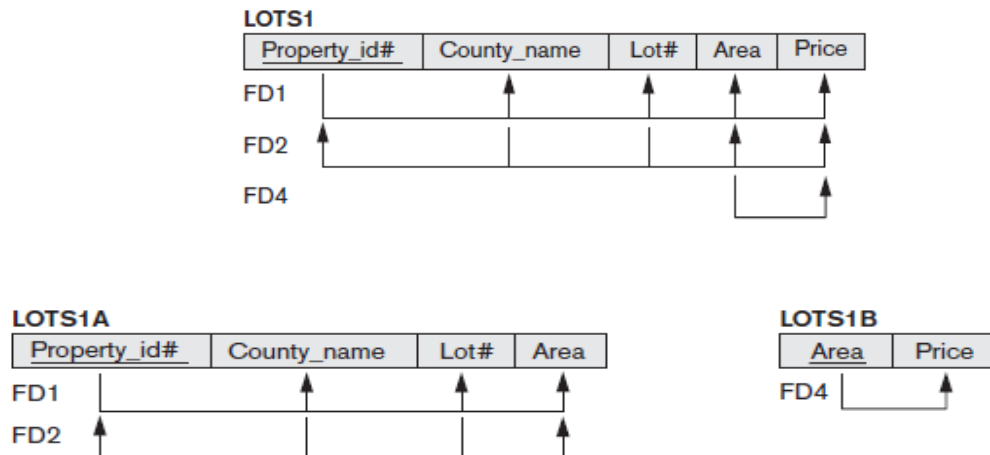 LOTS1
Property_id# County_name Lot# Area Price
FD1
FD2
FD4
LOTS1A
Property_id# County_name Lot# Area
FD1
FD2
LOTS1B
Area Price
FD4